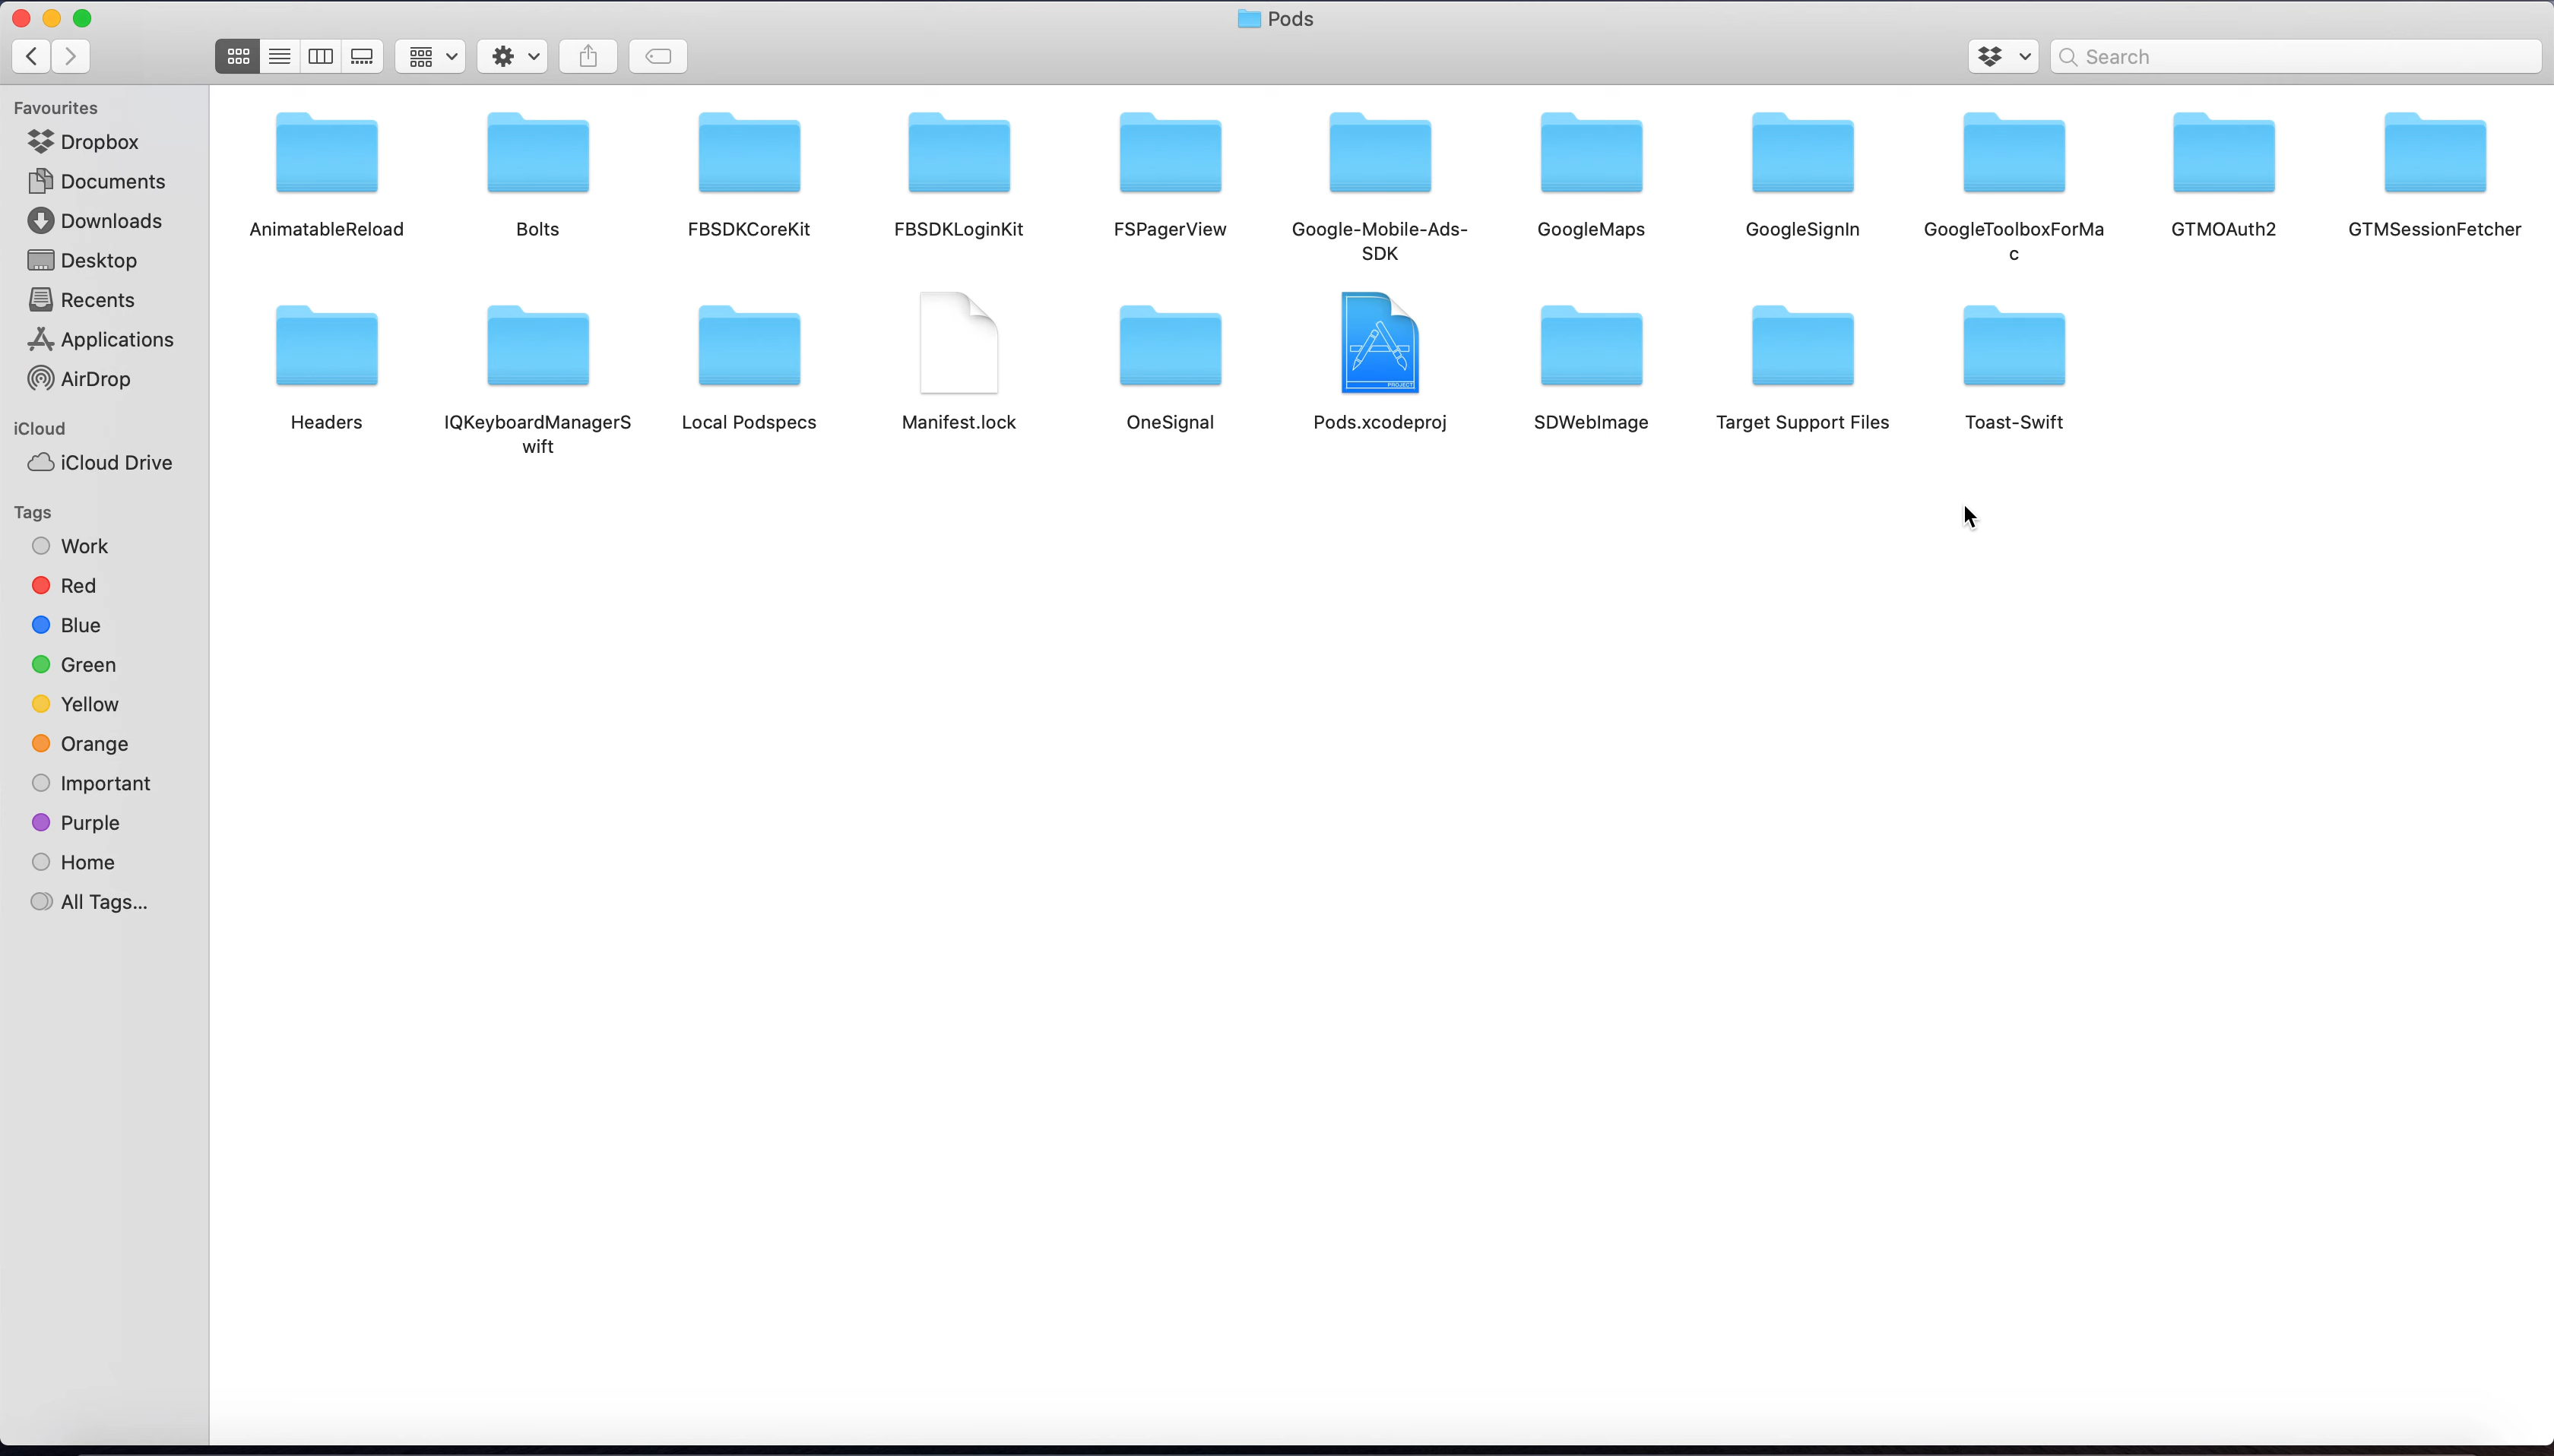 Pods
Search
Favourites
Dropbox
Documents
Downloads
Desktop
Recents
Applications
AirDrop
iCloud
iCloud Drive
Tags
Work
Red
Blue
Green
Yellow
Orange
Important
Purple
Home
All Tags...
AnimatableReload
Bolts
FBSDKCoreKit
FBSDKLoginKit
FSPagerView
Google-Mobile-Ads-
SDK
GoogleMaps
GoogleSignIn
GoogleToolboxForMa
c
GTMOAuth2
GTMSessionFetcher
Headers
IQKeyboardManagerS
wift
Local Podspecs
Manifest.lock
OneSignal
PROJECT
Pods.xcodeproj
SDWebImage
Target Support Files
Toast-Swift